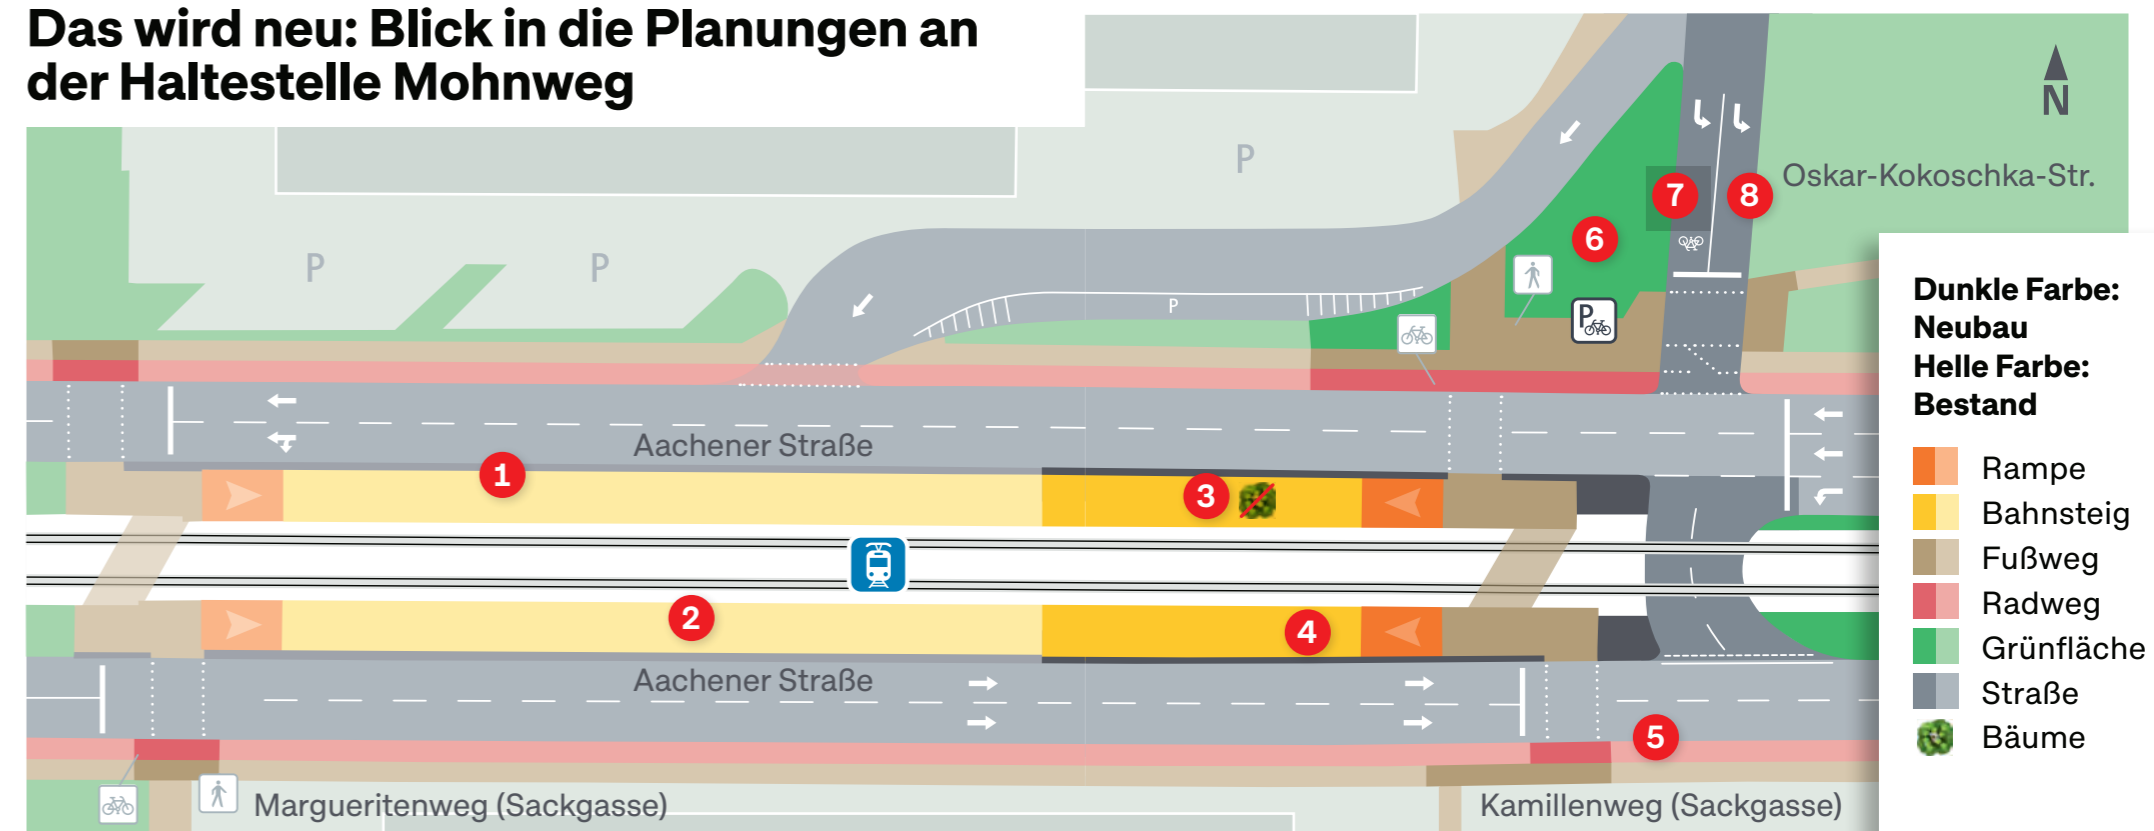 Das wird neu: Blick in die Planungen an
der Haltestelle Mohnweg
N
P
P
P
P
Oskar-Kokoschka-Str.
7
8
6
P
Aachener Straße
1
3
2
4
Aachener Straße
5
Margueritenweg (Sackgasse)
Kamillenweg (Sackgasse)
Dunkle Farbe:
Neubau
Helle Farbe:
Bestand
Rampe
Bahnsteig
Fußweg
Radweg
Grünfläche
Straße
Bäume